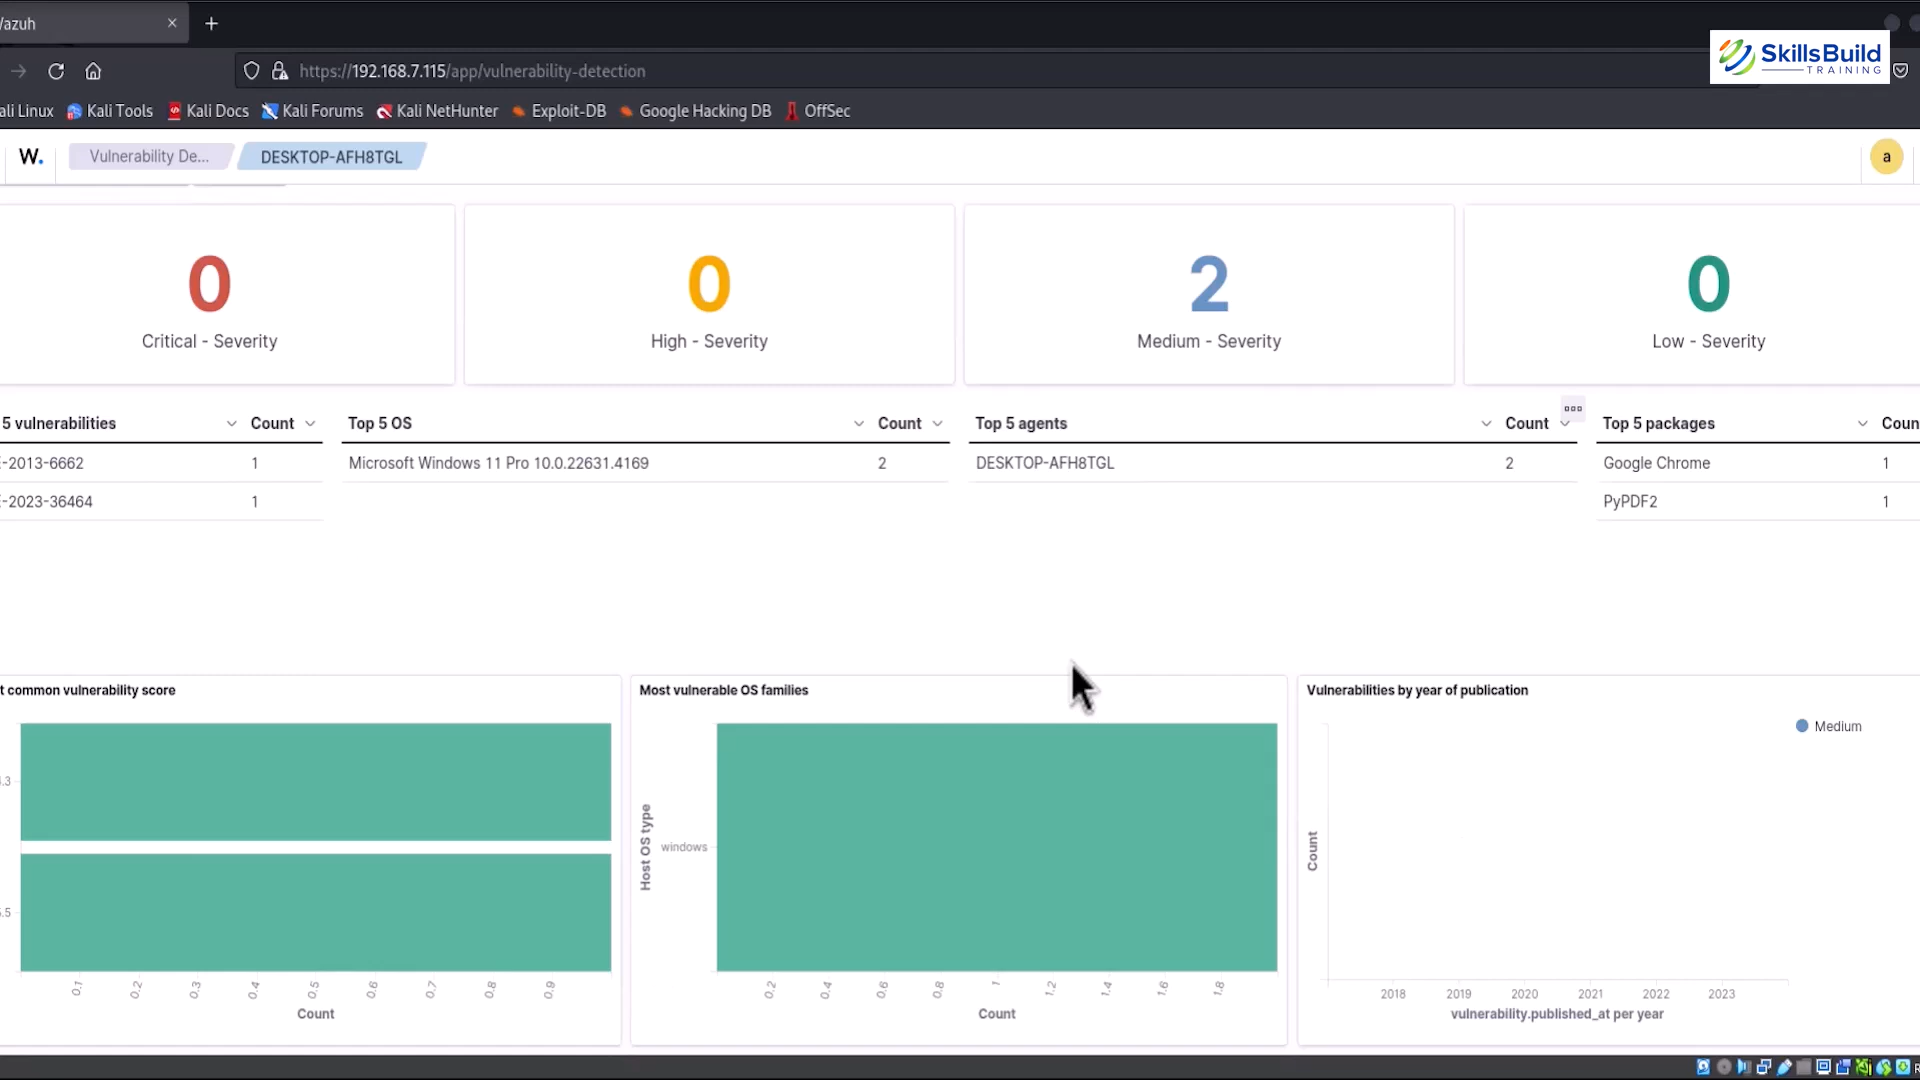 /azuh
https://192.168.7.115/app/vulnerability-detection
SkillsBuild
TRAINING
ali Linux
Kali Tools
Kali Docs
Kali Forums
Kali NetHunter
Exploit-DB
Google Hacking DB
OffSec
W.
Vulnerability De...
DESKTOP-AFH8TGL
a
0
Critical - Severity
0
High - Severity
2
Medium - Severity
0
Low - Severity
5 vulnerabilities Count
-2013-6662 1
-2023-36464 1
Top 5 OS Count
Microsoft Windows 11 Pro 10.0.22631.4169 2
Top 5 agents Count
DESKTOP-AFH8TGL 2
Top 5 packages Coun
Google Chrome 1
PyPDF2 1
t common vulnerability score
.3
.5
0.1 0.2 0.3 0.4 0.5 0.6 0.7 0.8 0.9
Count
Most vulnerable OS families
Host OS type
windows
0.2 0.4 0.6 0.8 1 1.2 1.4 1.6 1.8
Count
Vulnerabilities by year of publication
Medium
Count
2018 2019 2020 2021 2022 2023
vulnerability.published_at per year